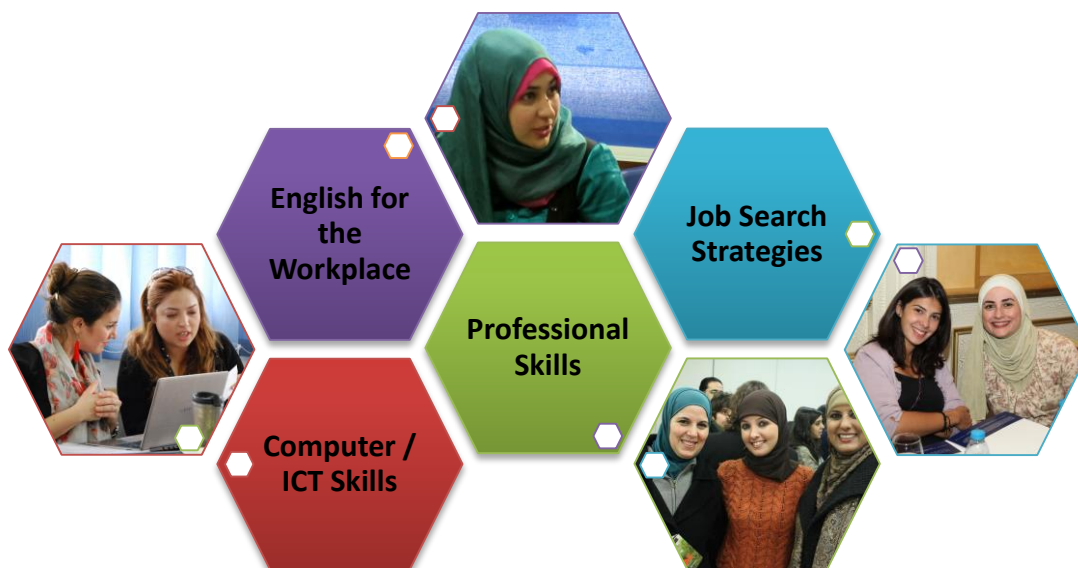 English for
the
Workplace
Job Search
Strategies
Professional
Skills
Computer /
ICT Skills